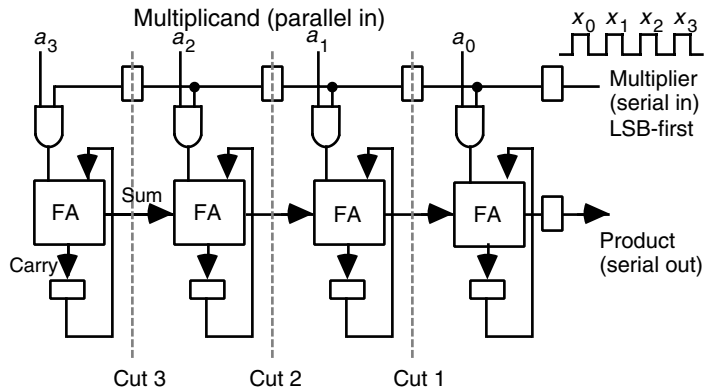 Multiplicand (parallel in)
x0 x1 x2 x3
a3 a2 a1 a0
Multiplier
(serial in)
LSB-first
FA Sum FA FA FA
Product
(serial out)
Carry
Cut 3 Cut 2 Cut 1